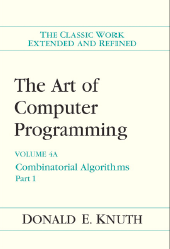 THE CLASSIC WORK
EXTENDED AND REFINED
The Art of
Computer
Programming
VOLUME 4A
Combinatorial Algorithms
Part 1
DONALD E. KNUTH